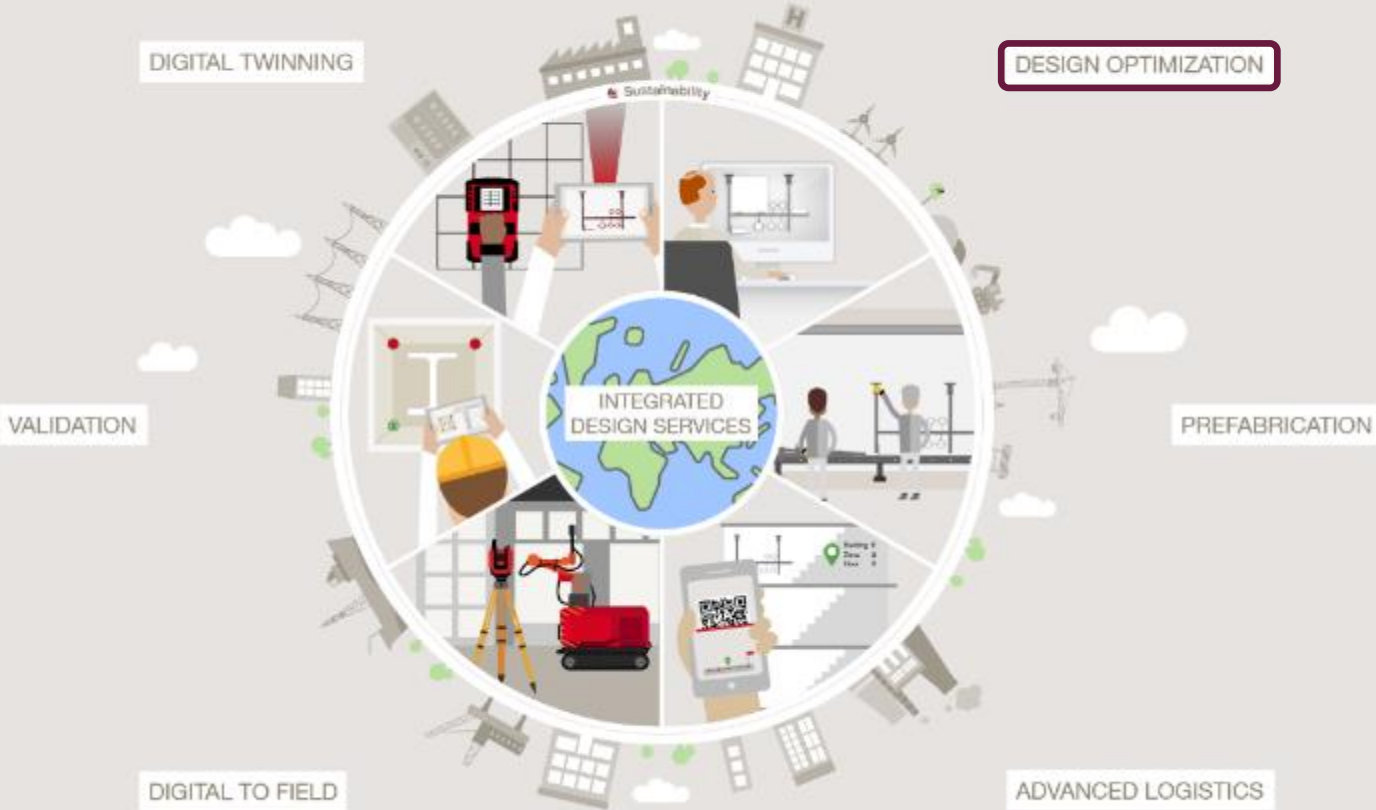 DIGITAL TWINNING
DESIGN OPTIMIZATION
Sustainability
H
INTEGRATED
DESIGN SERVICES
VALIDATION
PREFABRICATION
DIGITAL TO FIELD
ADVANCED LOGISTICS